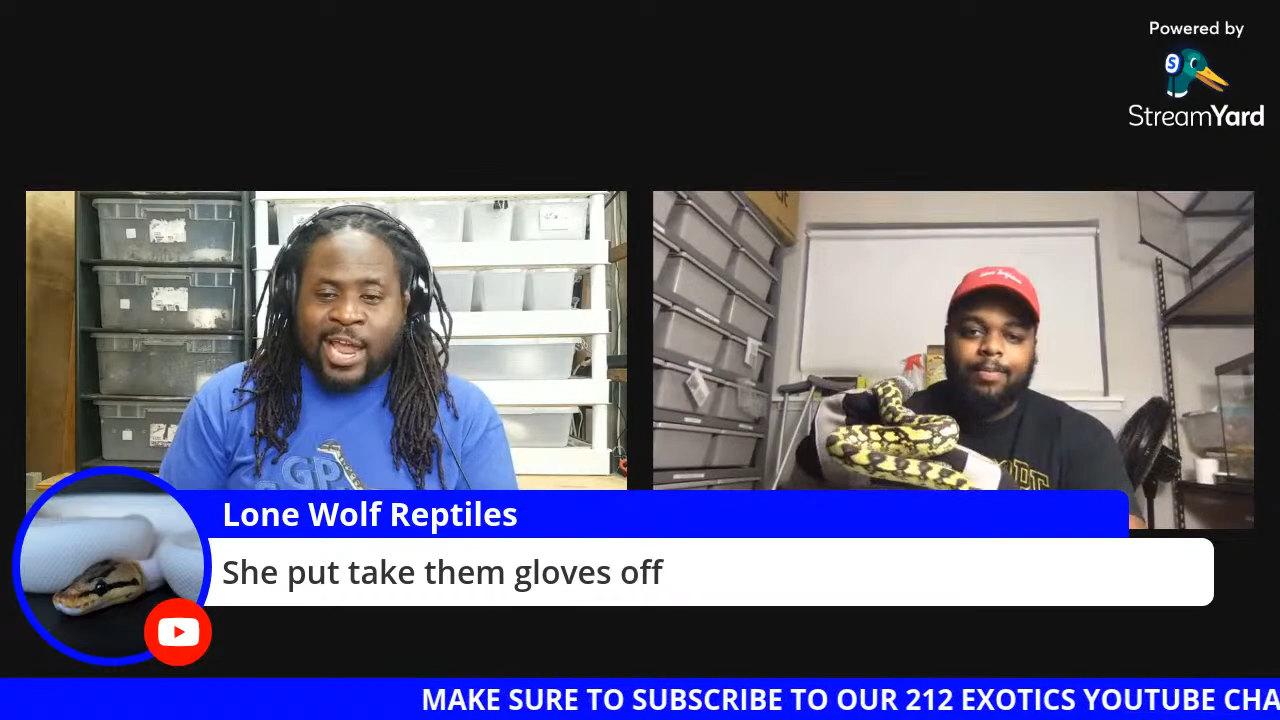 Powered by
S
StreamYard
GP
Lone Wolf Reptiles
She put take them gloves off
MAKE SURE TO SUBSCRIBE TO OUR 212 EXOTICS YOUTUBE CHA